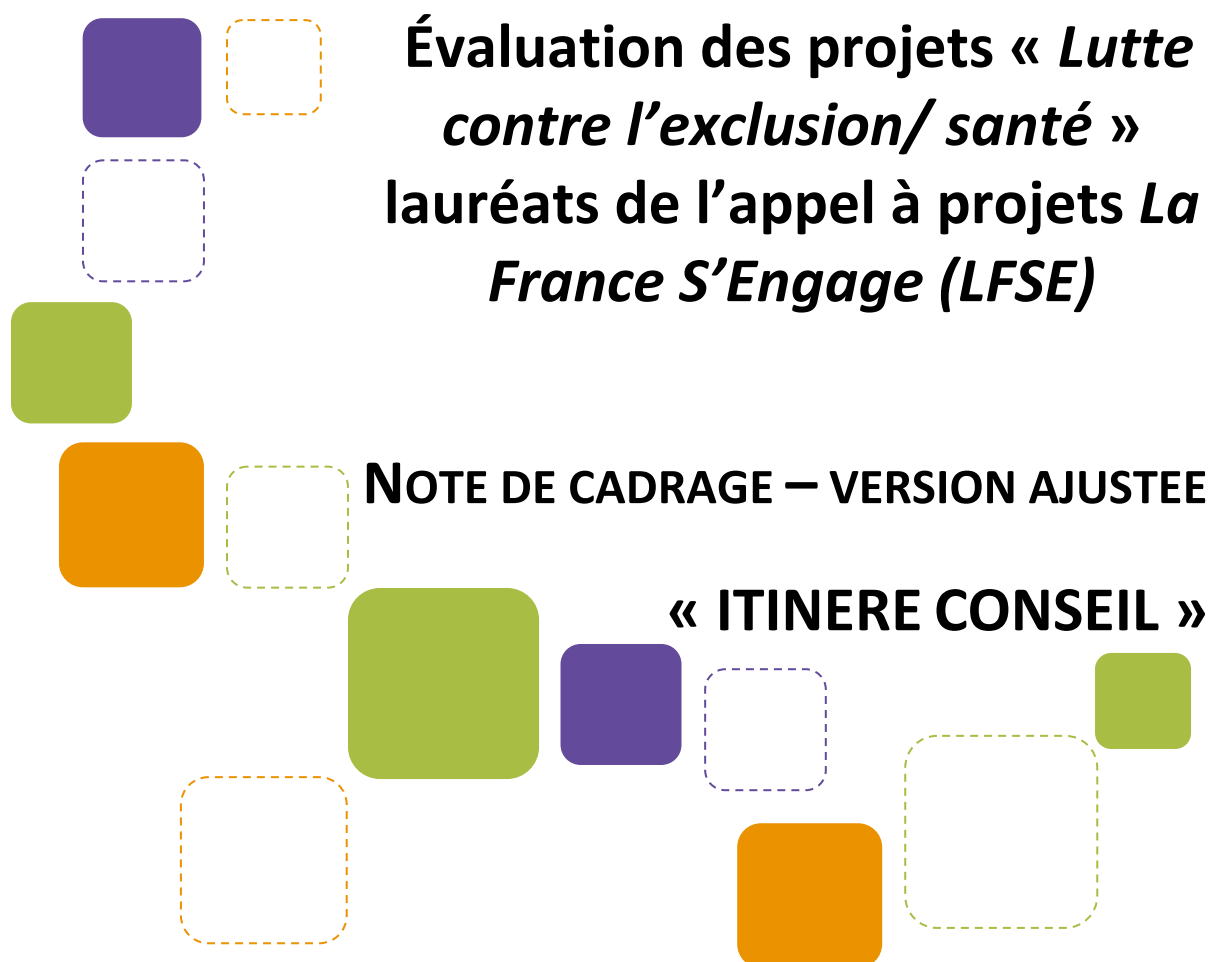 Évaluation des projets « Lutte
contre l’exclusion/ santé »
lauréats de l’appel à projets La
France S’Engage (LFSE)
NOTE DE CADRAGE – VERSION AJUSTEE
« ITINERE CONSEIL »